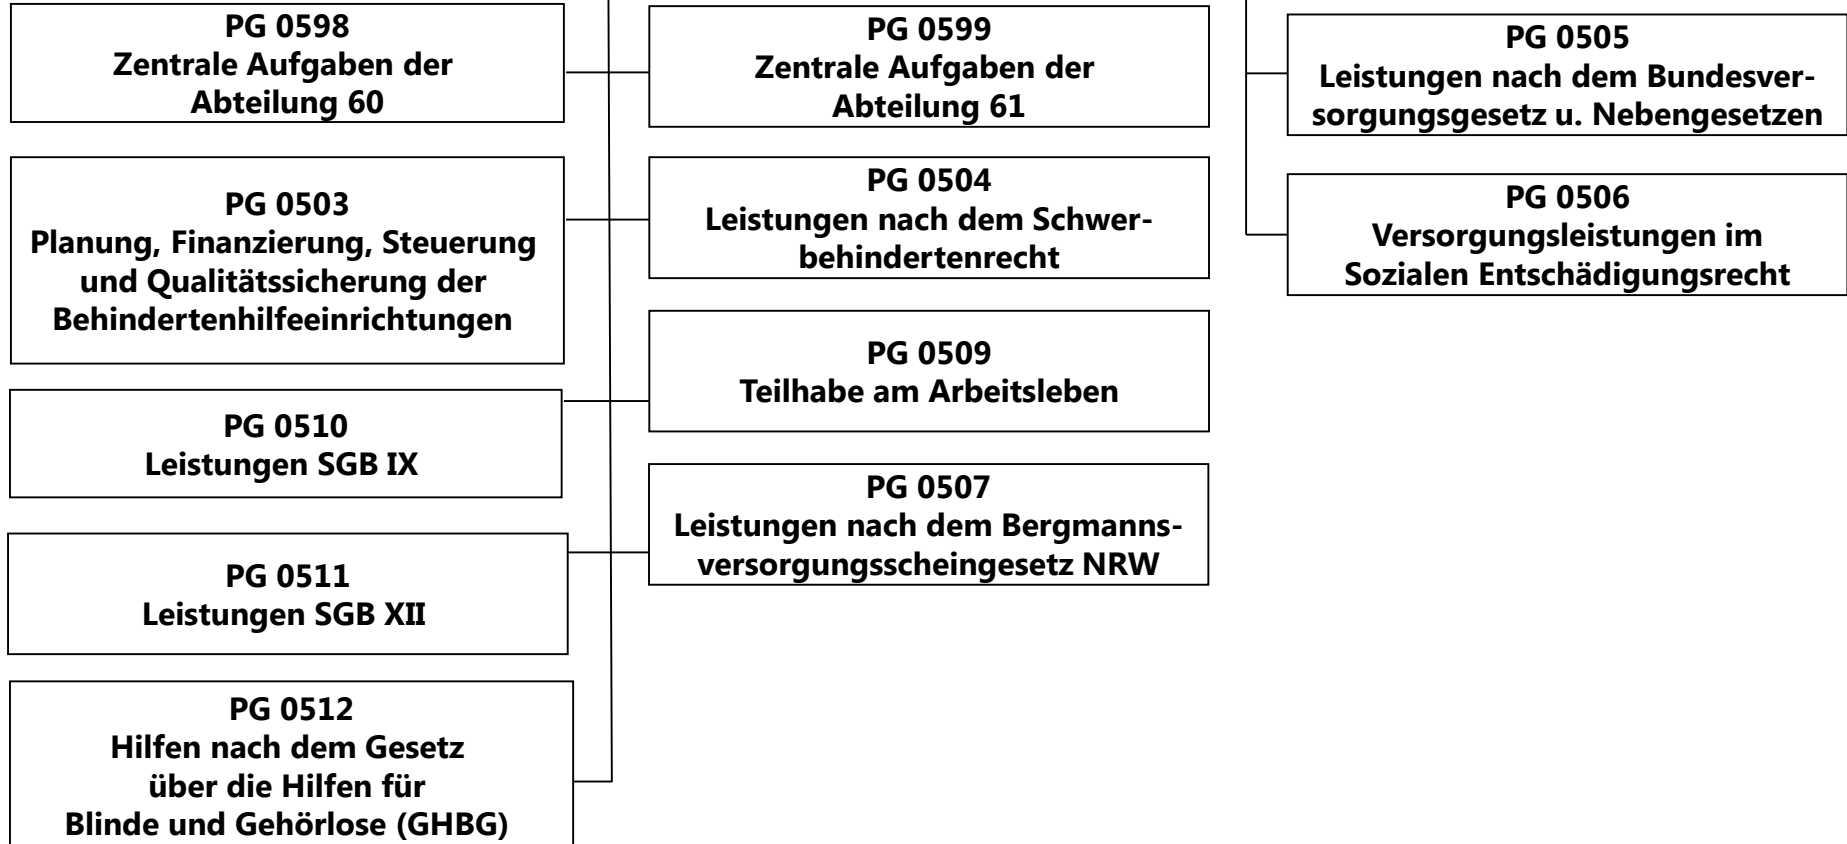 PG 0598
Zentrale Aufgaben der
Abteilung 60
PG 0503
Planung, Finanzierung, Steuerung
und Qualitätssicherung der
Behindertenhilfeeinrichtungen
PG 0510
Leistungen SGB IX
PG 0511
Leistungen SGB XII
PG 0512
Hilfen nach dem Gesetz
über die Hilfen für
Blinde und Gehörlose (GHBG)
PG 0599
Zentrale Aufgaben der
Abteilung 61
PG 0504
Leistungen nach dem Schwer-
behindertenrecht
PG 0509
Teilhabe am Arbeitsleben
PG 0507
Leistungen nach dem Bergmanns-
versorgungsscheingesetz NRW
PG 0505
Leistungen nach dem Bundesver-
sorgungsgesetz u. Nebengesetzen
PG 0506
Versorgungsleistungen im
Sozialen Entschädigungsrecht